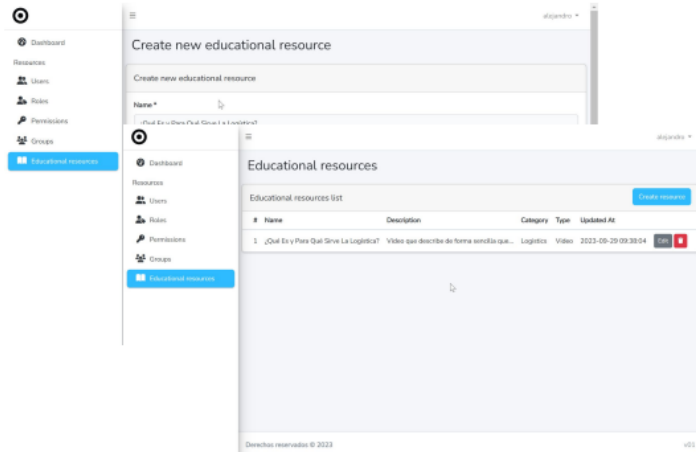 alejandro
Dashboard
Create new educational resource
Resources
Users
Create new educational resource
Roles
Name *
Permissions
¿Qué Es y Para Qué Sirve La Logística?
Groups
Educational resources
alejandro
Dashboard
Educational resources
Resources
Users
Educational resources list
Create resource
Roles
# Name Description Category Type Updated At
Permissions
1 ¿Qué Es y Para Qué Sirve La Logística? Video que describe de forma sencilla que... Logistica Video 2023-09-29 09:38:04 Edit
Groups
Educational resources
Derechos reservados © 2023